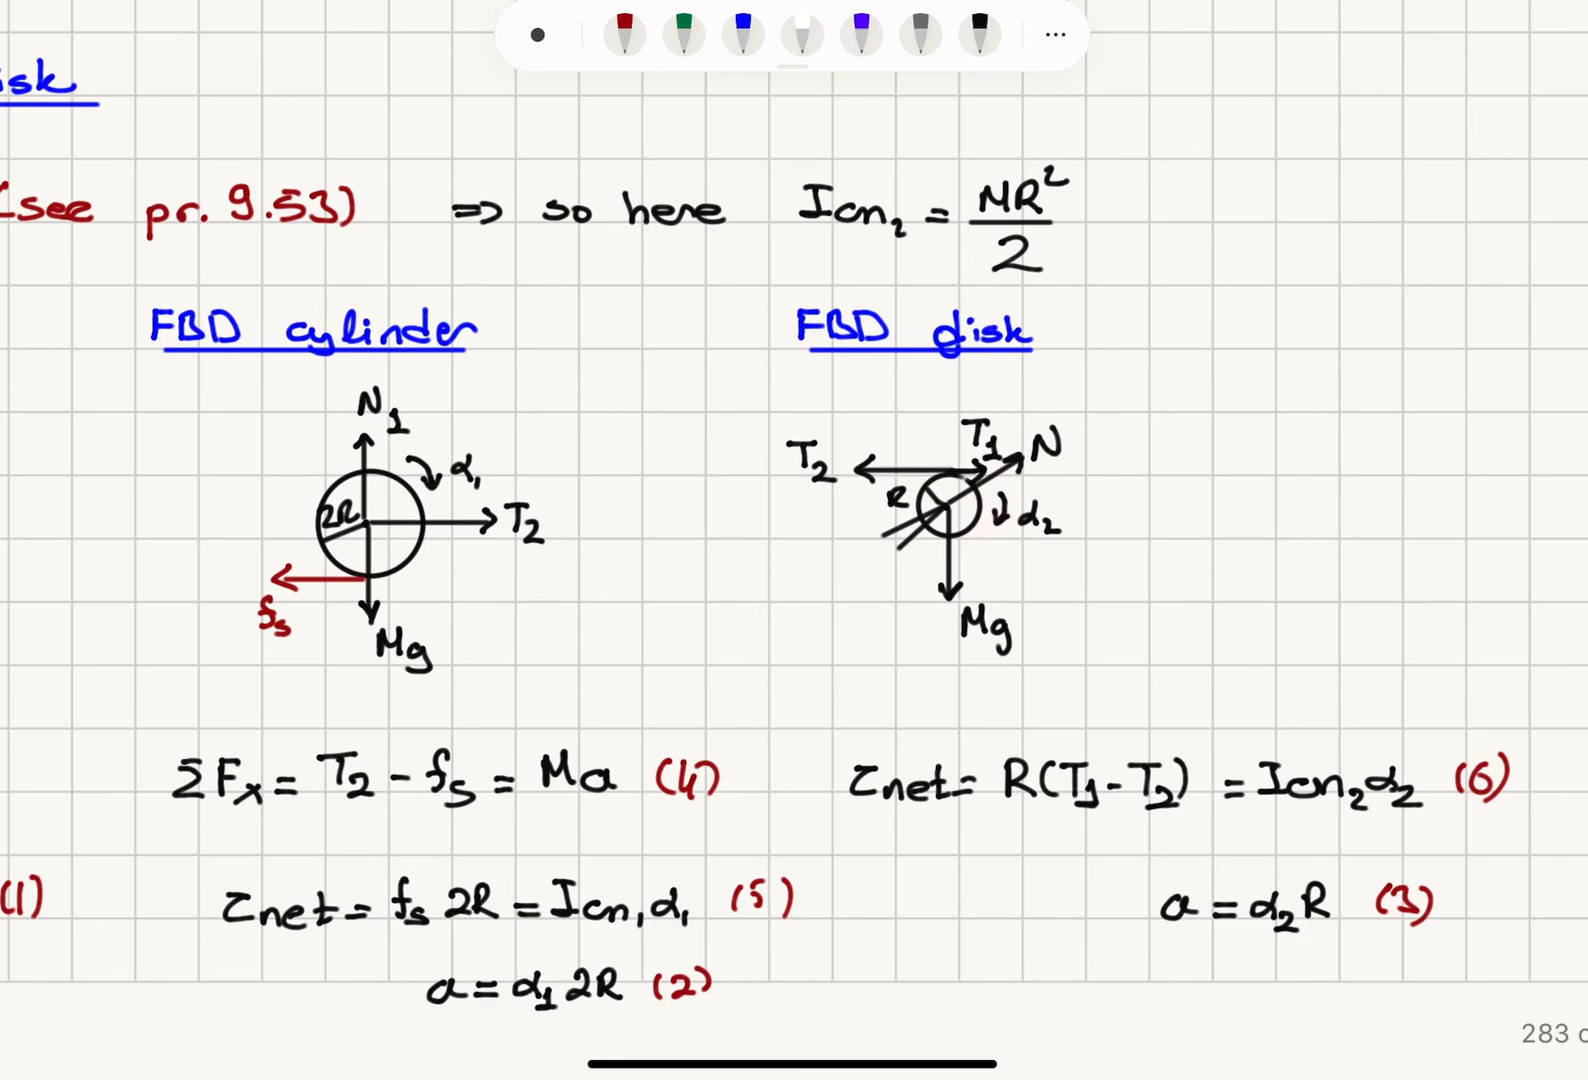 isk
(see pr. 9.53) ⇒ so here Icm₂ = MR²/2
FBD cylinder
FBD disk
N₁
α₁
2R
T₂
fs
Mg
T₂
T₁
N
R
α₂
Mg
ΣFx = T₂ - fs = Ma (4)
τnet = R(T₁-T₂) = Icm₂α₂ (6)
(1)
τnet = fs 2R = Icm₁α₁ (5)
a = α₂R (3)
a = α₁2R (2)
283